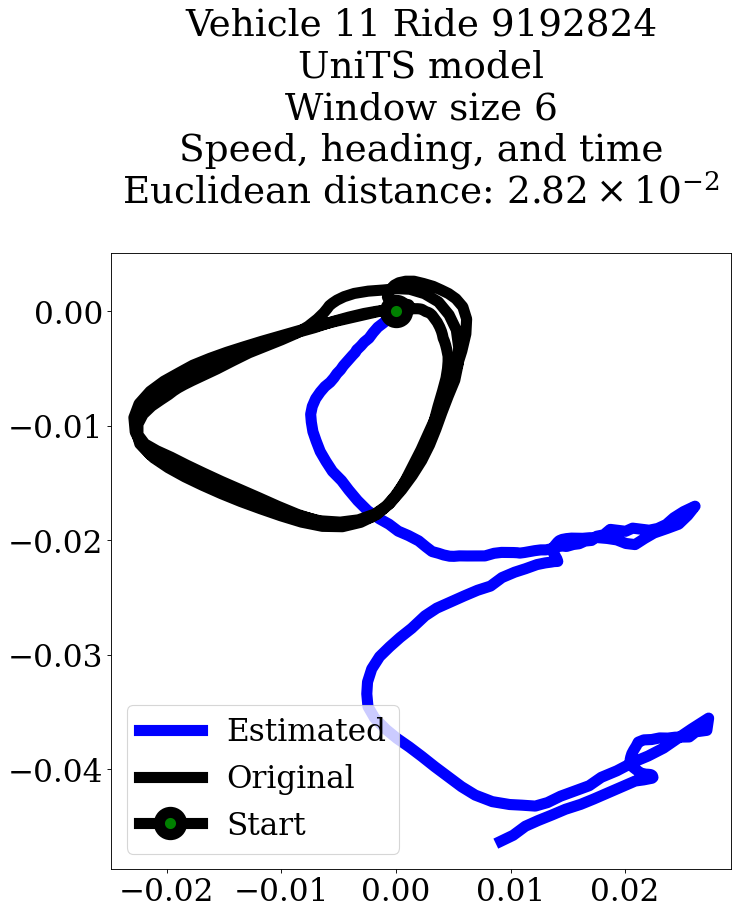 Vehicle 11 Ride 9192824
UniTS model
Window size 6
Speed, heading, and time
Euclidean distance: 2.82 × 10⁻²
0.00
−0.01
−0.02
−0.03
−0.04
Estimated
Original
Start
−0.02 −0.01 0.00 0.01 0.02